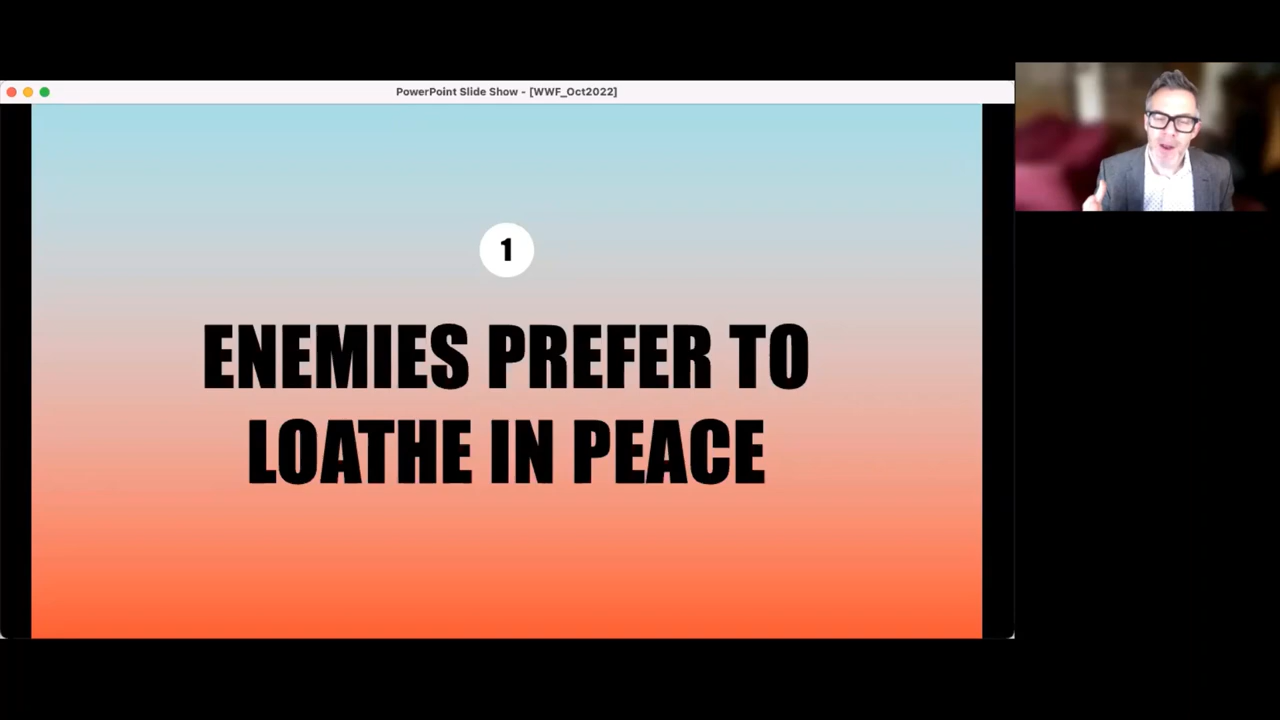 PowerPoint Slide Show - [WWF_Oct2022]
1
ENEMIES PREFER TO
LOATHE IN PEACE